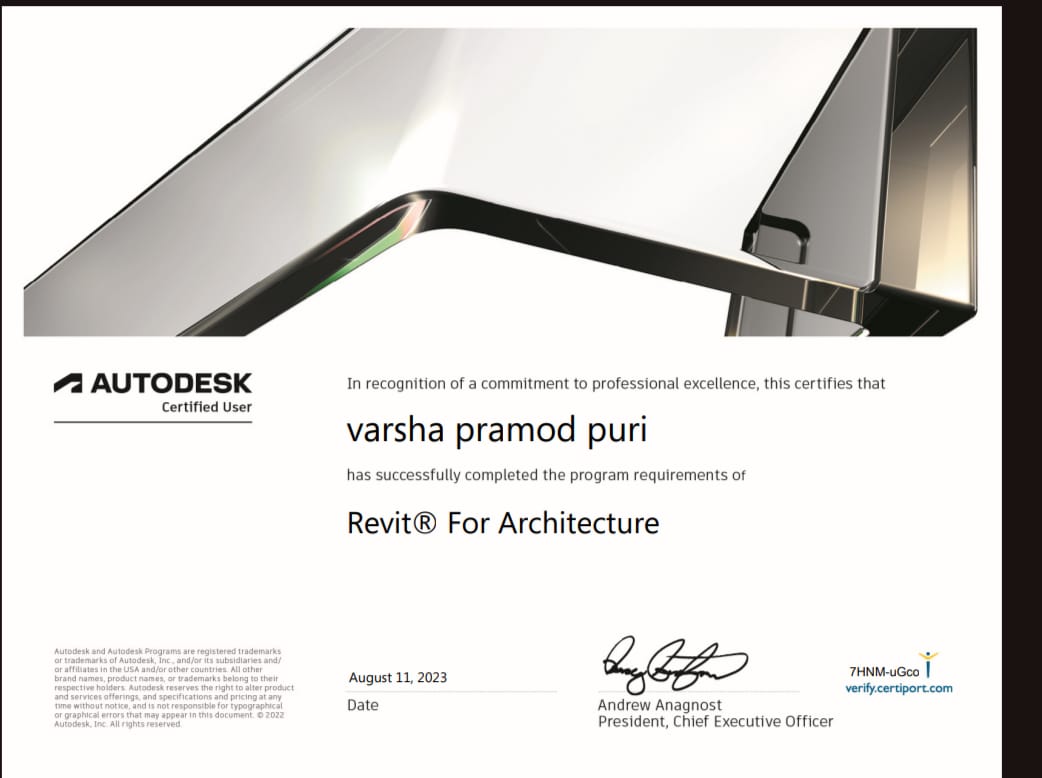 AUTODESK
Certified User
In recognition of a commitment to professional excellence, this certifies that
varsha pramod puri
has successfully completed the program requirements of
Revit® For Architecture
Autodesk and Autodesk Programs are registered trademarks
or trademarks of Autodesk, Inc., and/or its subsidiaries and/
or affiliates in the USA and/or other countries. All other
brand names, product names, or trademarks belong to their
respective holders. Autodesk reserves the right to alter product
and services offerings, and specifications and pricing at any
time without notice, and is not responsible for typographical
or graphical errors that may appear in this document. © 2022
Autodesk, Inc. All rights reserved.
August 11, 2023
Date
Andrew Anagnost
President, Chief Executive Officer
7HNM-uGco
verify.certiport.com